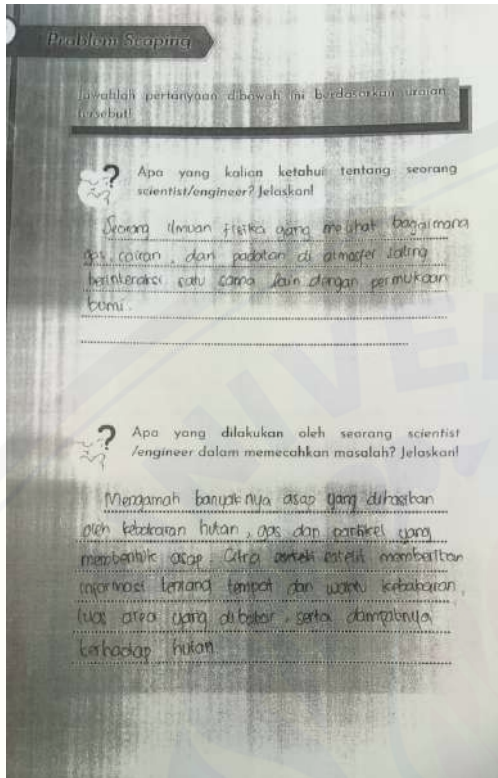 Problem Scoping
Jawablah pertanyaan dibawah ini berdasarkan uraian
tersebut!
Apa yang kalian ketahui tentang seorang
scientist/engineer? Jelaskan!
Seorang ilmuan fisika yang melihat bagaimana
gas, cairan, dan padatan di atmosfer saling
berinteraksi satu sama lain dengan permukaan
bumi.
Apa yang dilakukan oleh seorang scientist
/engineer dalam memecahkan masalah? Jelaskan!
Mengamah banyaknya asap yang dihasilkan
oleh kebakaran hutan, gas dan partikel yang
membentuk asap. Citra satelit memberikan
informasi tentang tempat dan waktu kebakaran,
luas area yang dibakar, serta dampaknya
terhadap hutan